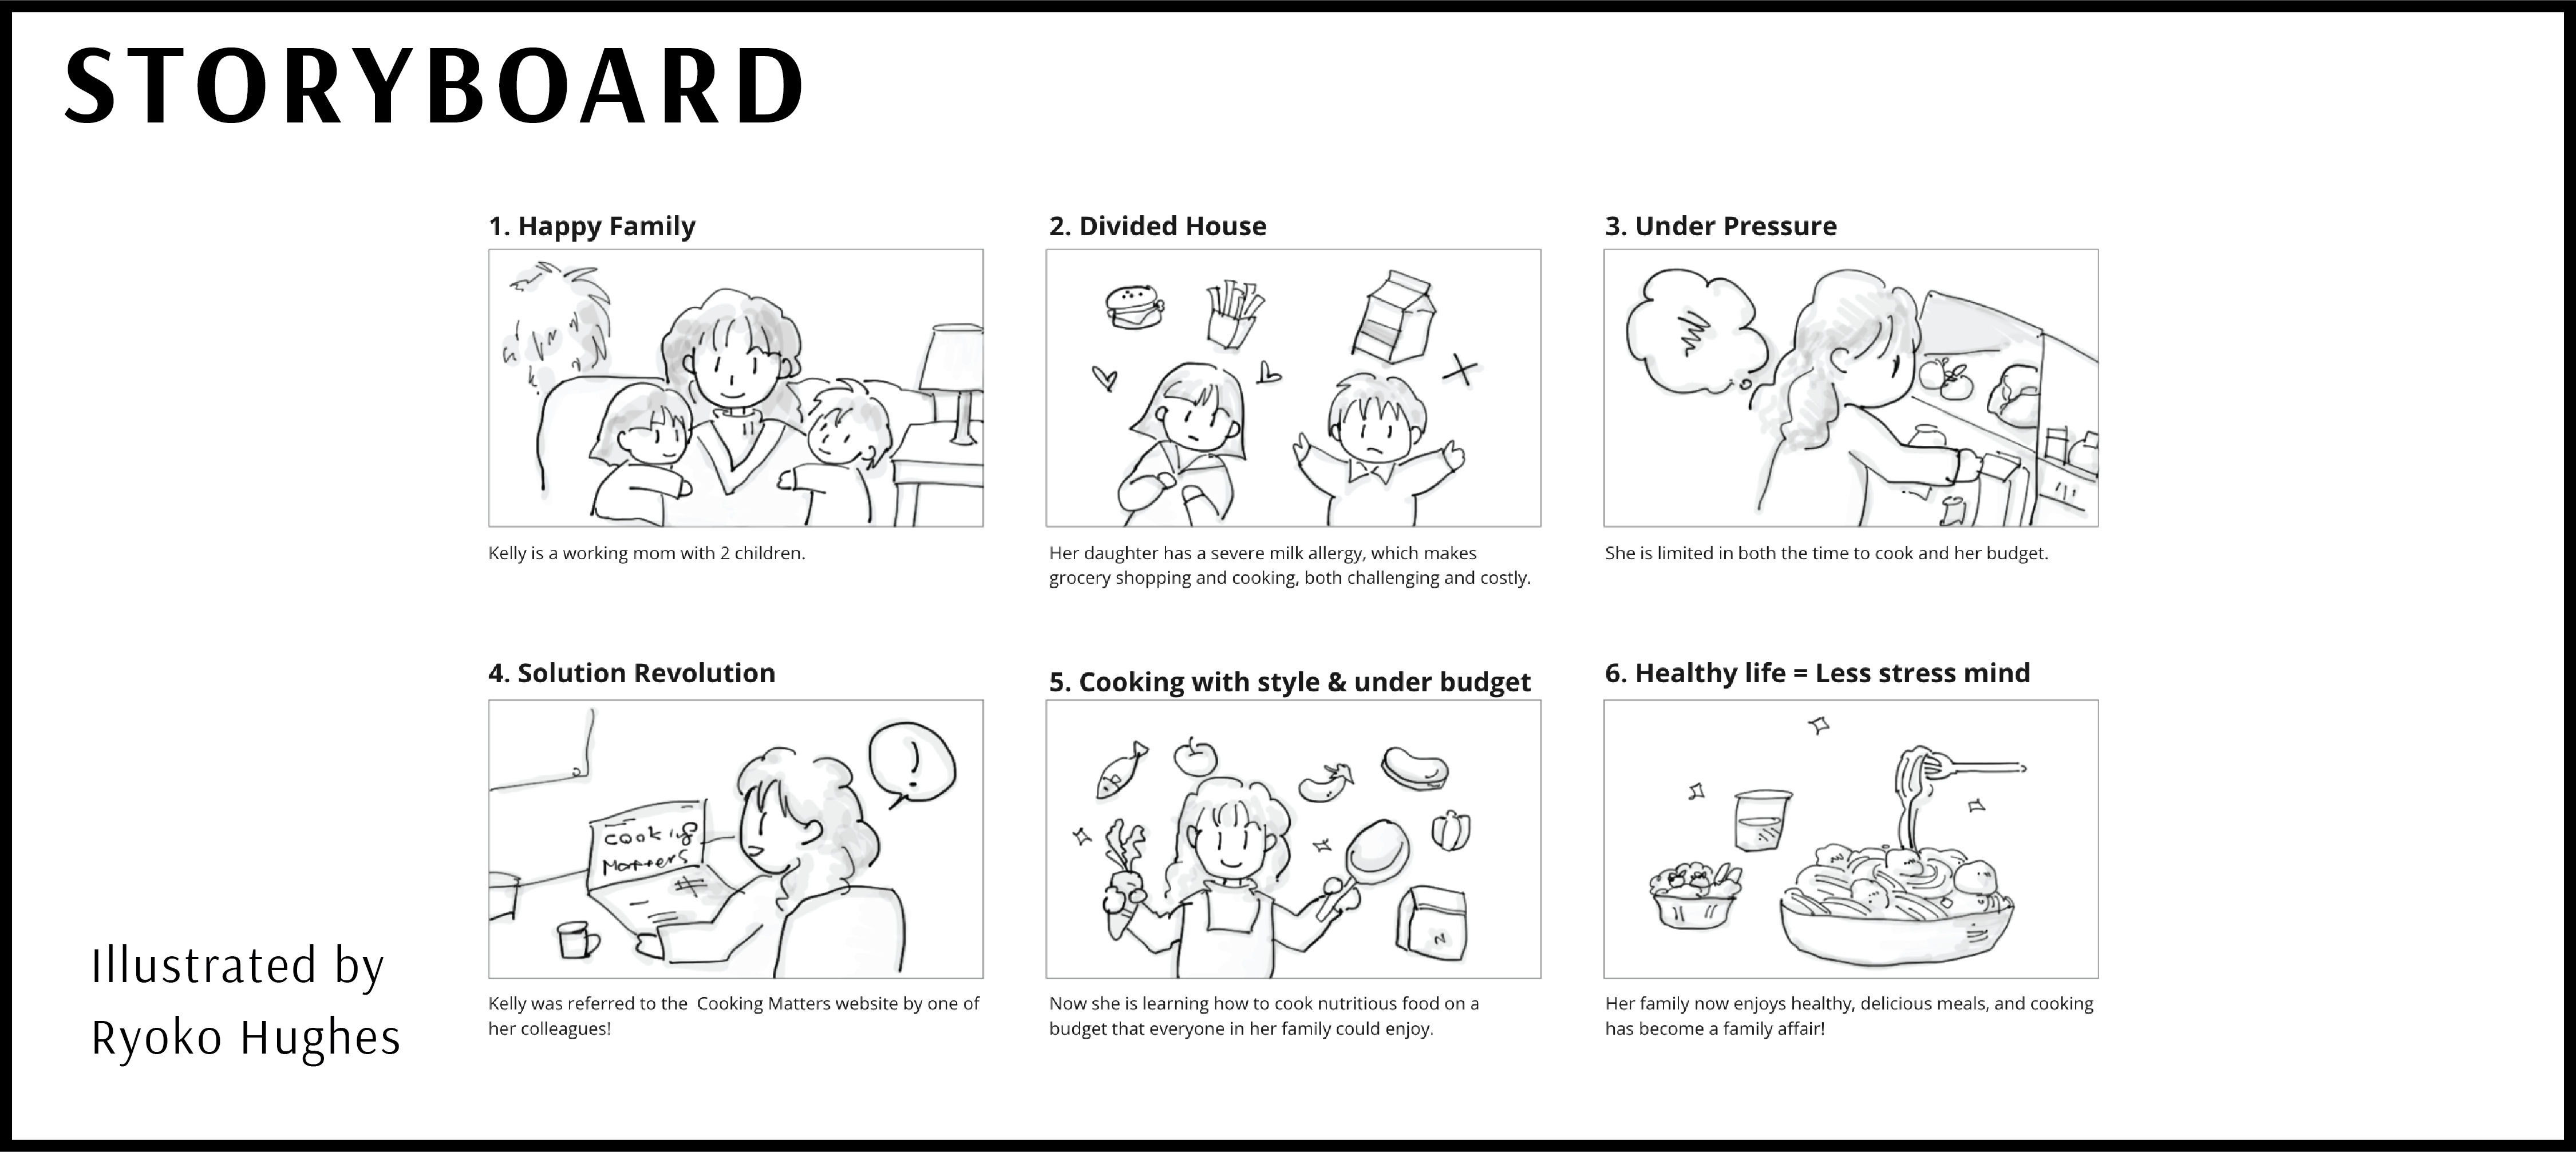 STORYBOARD
1. Happy Family
Kelly is a working mom with 2 children.
2. Divided House
Her daughter has a severe milk allergy, which makes
grocery shopping and cooking, both challenging and costly.
3. Under Pressure
She is limited in both the time to cook and her budget.
4. Solution Revolution
!
Cooking
Matters
Kelly was referred to the  Cooking Matters website by one of
her colleagues!
5. Cooking with style & under budget
Now she is learning how to cook nutritious food on a
budget that everyone in her family could enjoy.
6. Healthy life = Less stress mind
Her family now enjoys healthy, delicious meals, and cooking
has become a family affair!
Illustrated by
Ryoko Hughes